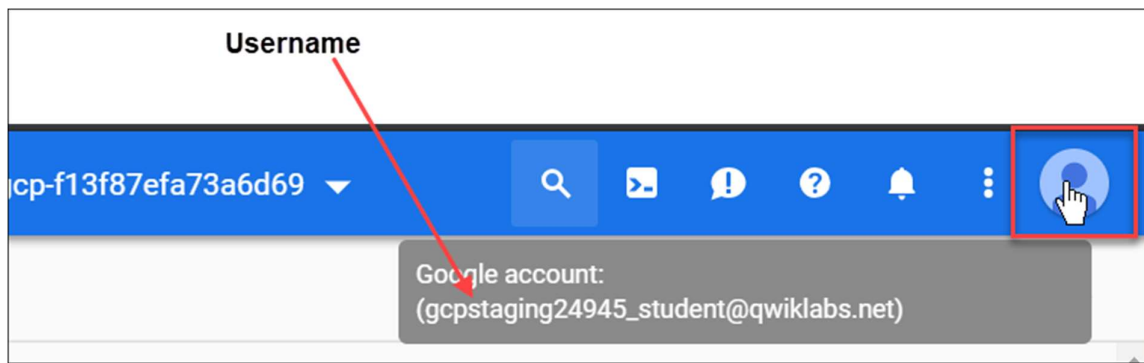 Username
gcp-f13f87efa73a6d69
Google account:
(gcpstaging24945_student@qwiklabs.net)